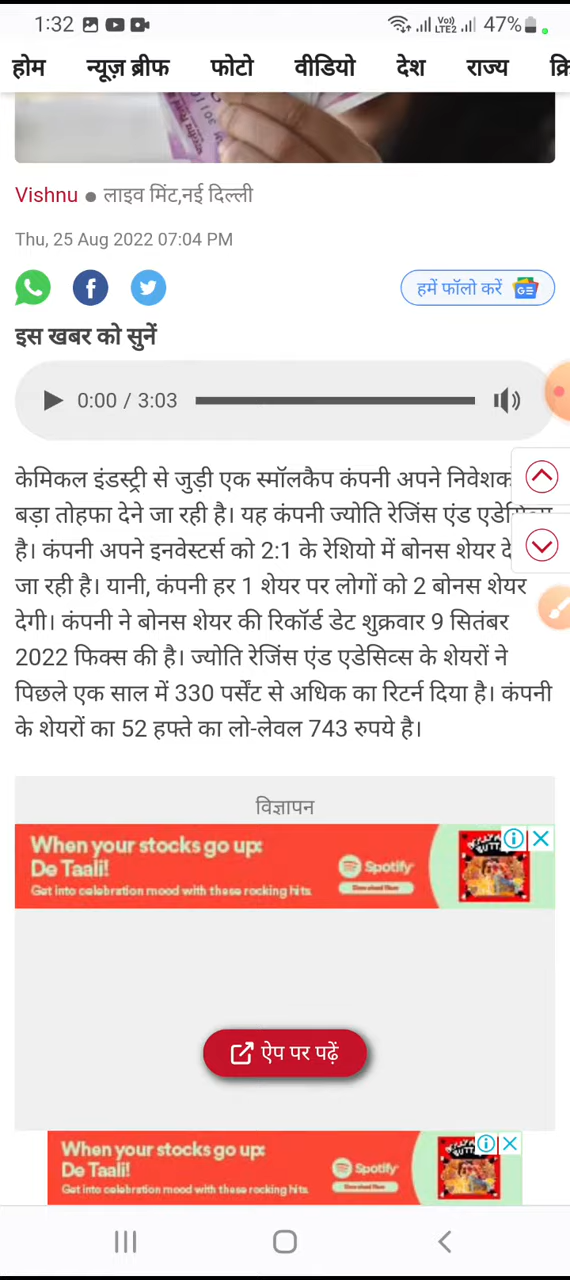 1:32 Vo)) LTE2 47%
होम न्यूज़ ब्रीफ फोटो वीडियो देश राज्य क्रि
Vishnu ● लाइव मिंट,नई दिल्ली
Thu, 25 Aug 2022 07:04 PM
हमें फॉलो करें GE
इस खबर को सुनें
0:00 / 3:03
केमिकल इंडस्ट्री से जुड़ी एक स्मॉलकैप कंपनी अपने
बड़ा तोहफा देने जा रही है। यह कंपनी ज्योति रेजिंस एंड
है। कंपनी अपने इनवेस्टर्स को 2:1 के रेशियो में बोनस शेयर
जा रही है। यानी, कंपनी हर 1 शेयर पर लोगों को 2 बोनस शेयर
देगी। कंपनी ने बोनस शेयर की रिकॉर्ड डेट शुक्रवार 9 सितंबर
2022 फिक्स की है। ज्योति रेजिंस एंड एडेसिव्स के शेयरों ने
पिछले एक साल में 330 पर्सेंट से अधिक का रिटर्न दिया है। कंपनी
के शेयरों का 52 हफ्ते का लो-लेवल 743 रुपये है।
विज्ञापन
When your stocks go up:
De Taali!
Get into celebration mood with these rocking hits.
Spotify
ऐप पर पढ़ें
When your stocks go up:
De Taali!
Get into celebration mood with these rocking hits.
Spotify